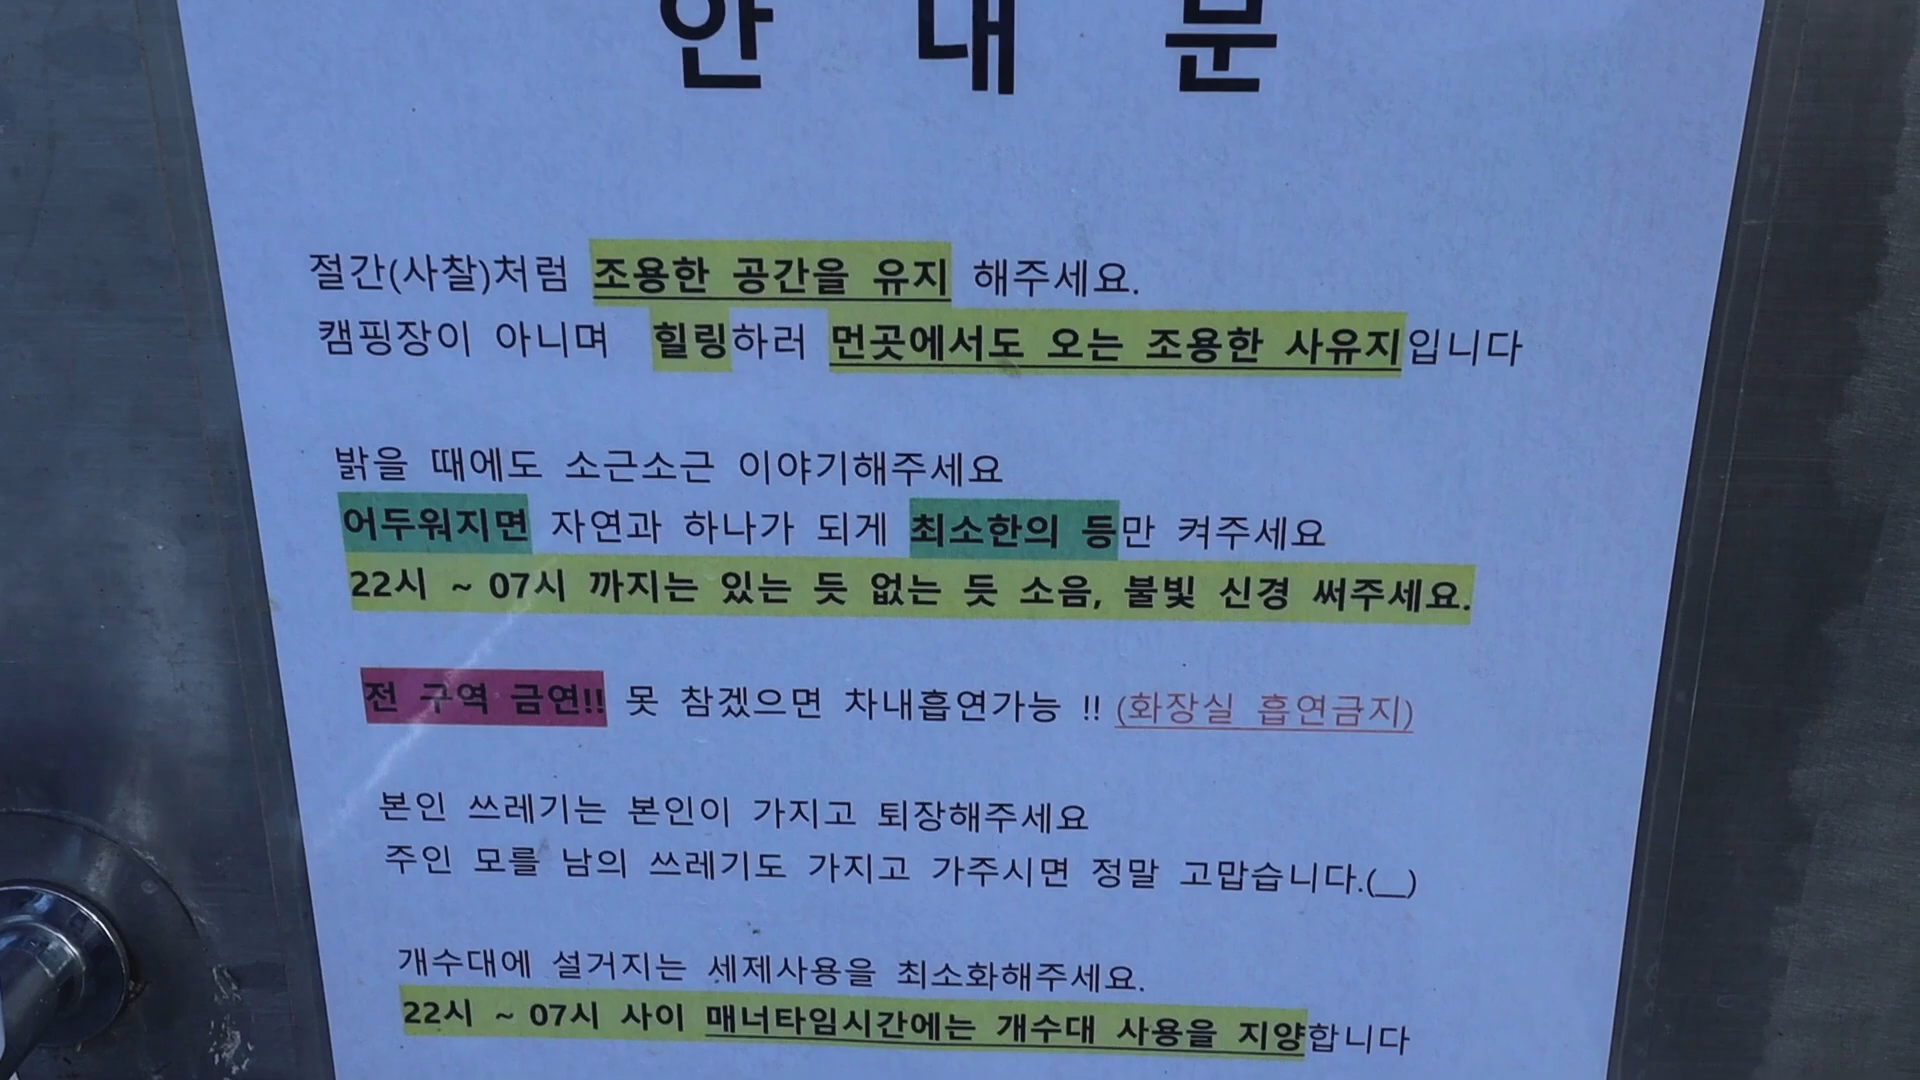 안 내 문
절간(사찰)처럼 조용한 공간을 유지 해주세요.
캠핑장이 아니며 힐링하러 먼곳에서도 오는 조용한 사유지입니다
밝을 때에도 소근소근 이야기해주세요
어두워지면 자연과 하나가 되게 최소한의 등만 켜주세요
22시 ~ 07시 까지는 있는 듯 없는 듯 소음, 불빛 신경 써주세요.
전 구역 금연!! 못 참겠으면 차내흡연가능 !! (화장실 흡연금지)
본인 쓰레기는 본인이 가지고 퇴장해주세요
주인 모를 남의 쓰레기도 가지고 가주시면 정말 고맙습니다.(__)
개수대에 설거지는 세제사용을 최소화해주세요.
22시 ~ 07시 사이 매너타임시간에는 개수대 사용을 지양합니다